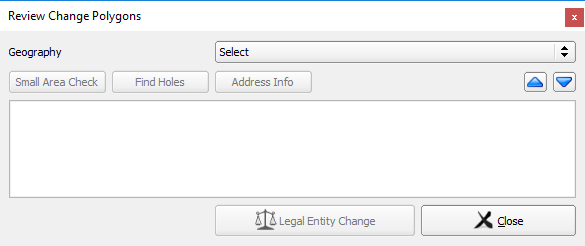 Review Change Polygons
x
Geography Select
Small Area Check Find Holes Address Info
Legal Entity Change Close